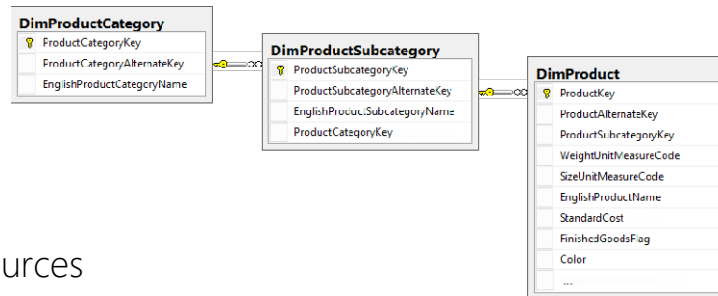 DimProductCategory
ProductCategoryKey
ProductCategoryAlternateKey
EnglishProductCategoryName
DimProductSubcategory
ProductSubcategoryKey
ProductSubcategoryAlternateKey
EnglishProductSubcategoryName
ProductCategoryKey
DimProduct
ProductKey
ProductAlternateKey
ProductSubcategoryKey
WeightUnitMeasureCode
SizeUnitMeasureCode
EnglishProductName
StandardCost
FinishedGoodsFlag
Color
...
urces